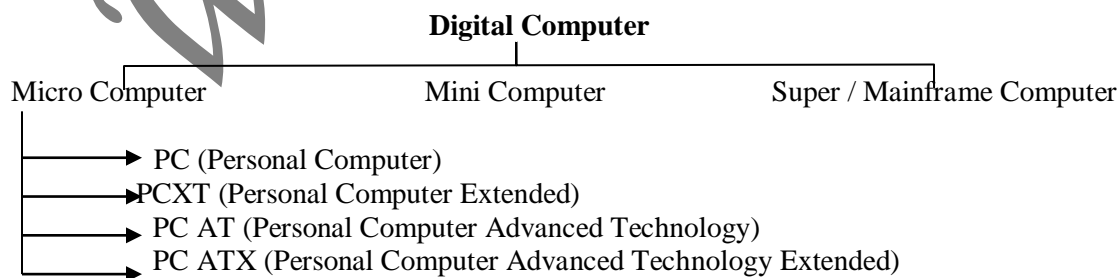 Digital Computer
Micro Computer Mini Computer Super / Mainframe Computer
PC (Personal Computer)
PCXT (Personal Computer Extended)
PC AT (Personal Computer Advanced Technology)
PC ATX (Personal Computer Advanced Technology Extended)